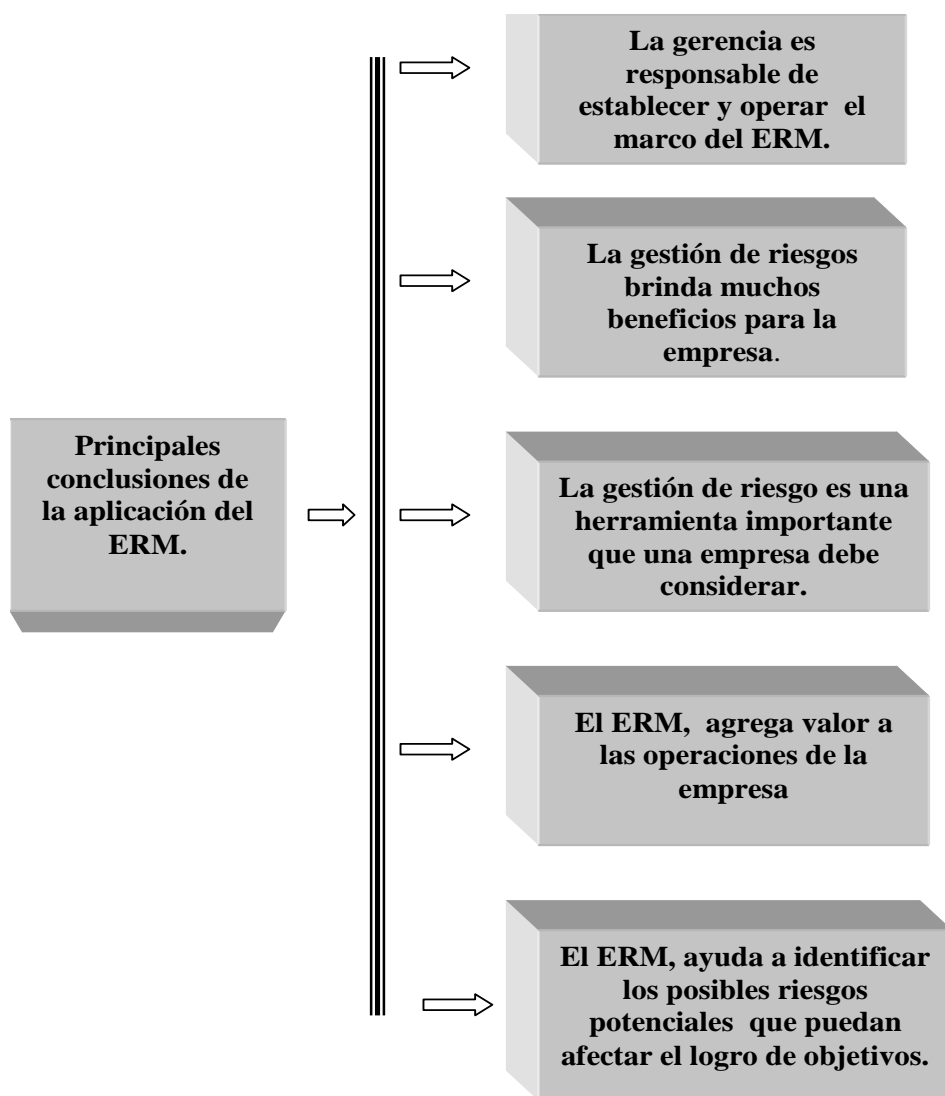 Principales
conclusiones de
la aplicación del
ERM.
La gerencia es
responsable de
establecer y operar  el
marco del ERM.
La gestión de riesgos
brinda muchos
beneficios para la
empresa.
La gestión de riesgo es una
herramienta importante
que una empresa debe
considerar.
El ERM,  agrega valor a
las operaciones de la
empresa
El ERM, ayuda a identificar
los posibles riesgos
potenciales  que puedan
afectar el logro de objetivos.